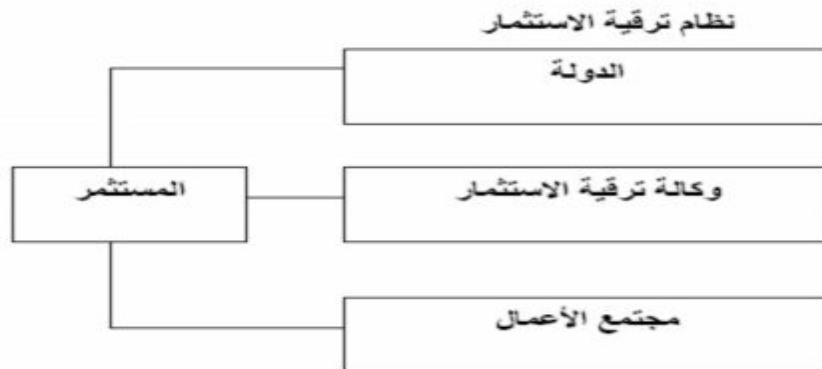 نظام ترقية الاستثمار
الدولة
المستثمر
وكالة ترقية الاستثمار
مجتمع الأعمال